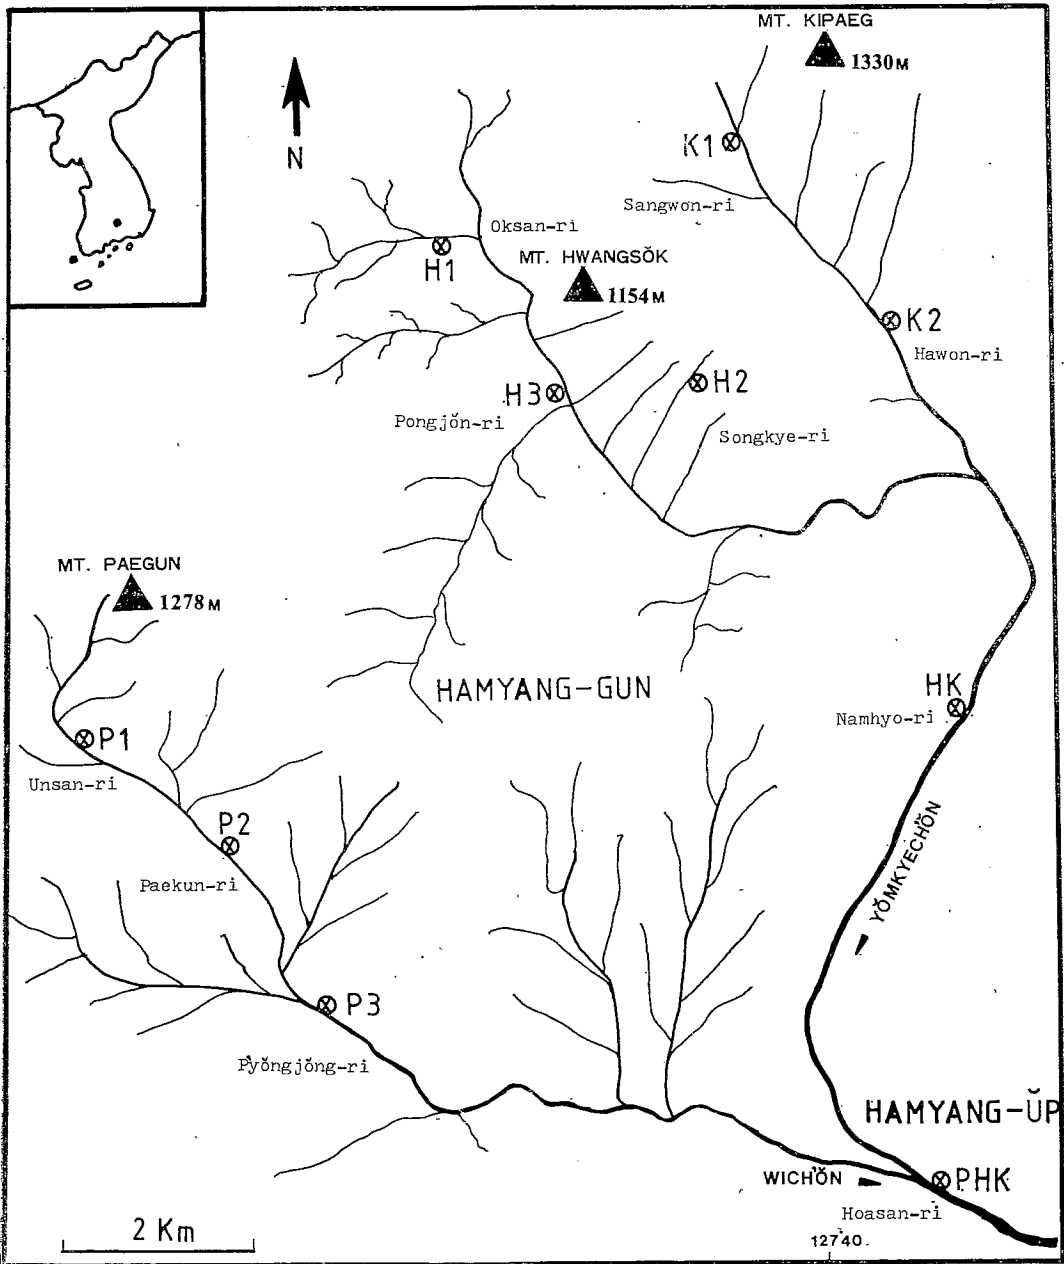 MT. KIPAEG
1330M
N
K1
Sangwon-ri
Oksan-ri
H1
MT. HWANGSŎK
1154M
K2
Hawon-ri
H3
H2
Pongjŏn-ri
Songkye-ri
MT. PAEGUN
1278M
HAMYANG-GUN
HK
Namhyo-ri
P1
Unsan-ri
P2
Paekun-ri
YŎMKYECHŎN
P3
Pyŏngjŏng-ri
HAMYANG-ŬP
WICHŎN
PHK
Hoasan-ri
2 Km
127°40.